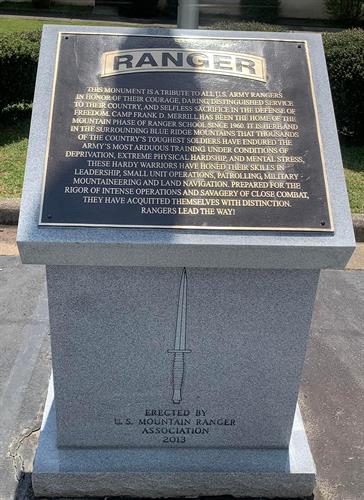 RANGER
THIS MONUMENT IS A TRIBUTE TO ALL U.S. ARMY RANGERS
IN HONOR OF THEIR COURAGE, DARING, DISTINGUISHED SERVICE
TO THEIR COUNTRY, AND SELFLESS SACRIFICE IN THE DEFENSE OF
FREEDOM. CAMP FRANK D. MERRILL HAS BEEN THE HOME OF THE
MOUNTAIN PHASE OF RANGER SCHOOL SINCE 1960. IT IS HERE AND
IN THE SURROUNDING BLUE RIDGE MOUNTAINS THAT THOUSANDS
OF THE COUNTRY'S TOUGHEST SOLDIERS HAVE ENDURED THE
ARMY'S MOST ARDUOUS TRAINING UNDER CONDITIONS OF
DEPRIVATION, EXTREME PHYSICAL HARDSHIP, AND MENTAL STRESS,
THESE HARDY WARRIORS HAVE HONED THEIR SKILLS IN
LEADERSHIP, SMALL UNIT OPERATIONS, PATROLLING, MILITARY
MOUNTAINEERING AND LAND NAVIGATION. PREPARED FOR THE
RIGOR OF INTENSE OPERATIONS AND SAVAGERY OF CLOSE COMBAT,
THEY HAVE ACQUITTED THEMSELVES WITH DISTINCTION.
RANGERS LEAD THE WAY!
ERECTED BY
U.S. MOUNTAIN RANGER
ASSOCIATION
2013